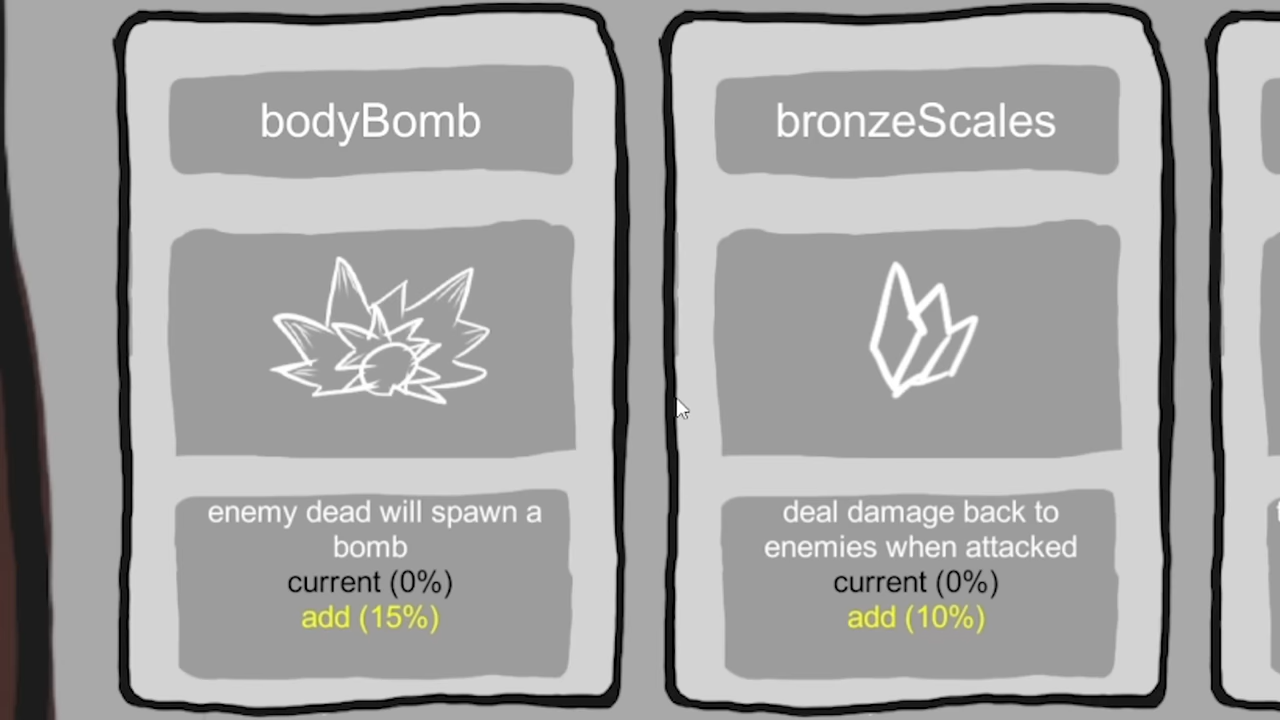 bodyBomb
enemy dead will spawn a
bomb
current (0%)
add (15%)
bronzeScales
deal damage back to
enemies when attacked
current (0%)
add (10%)